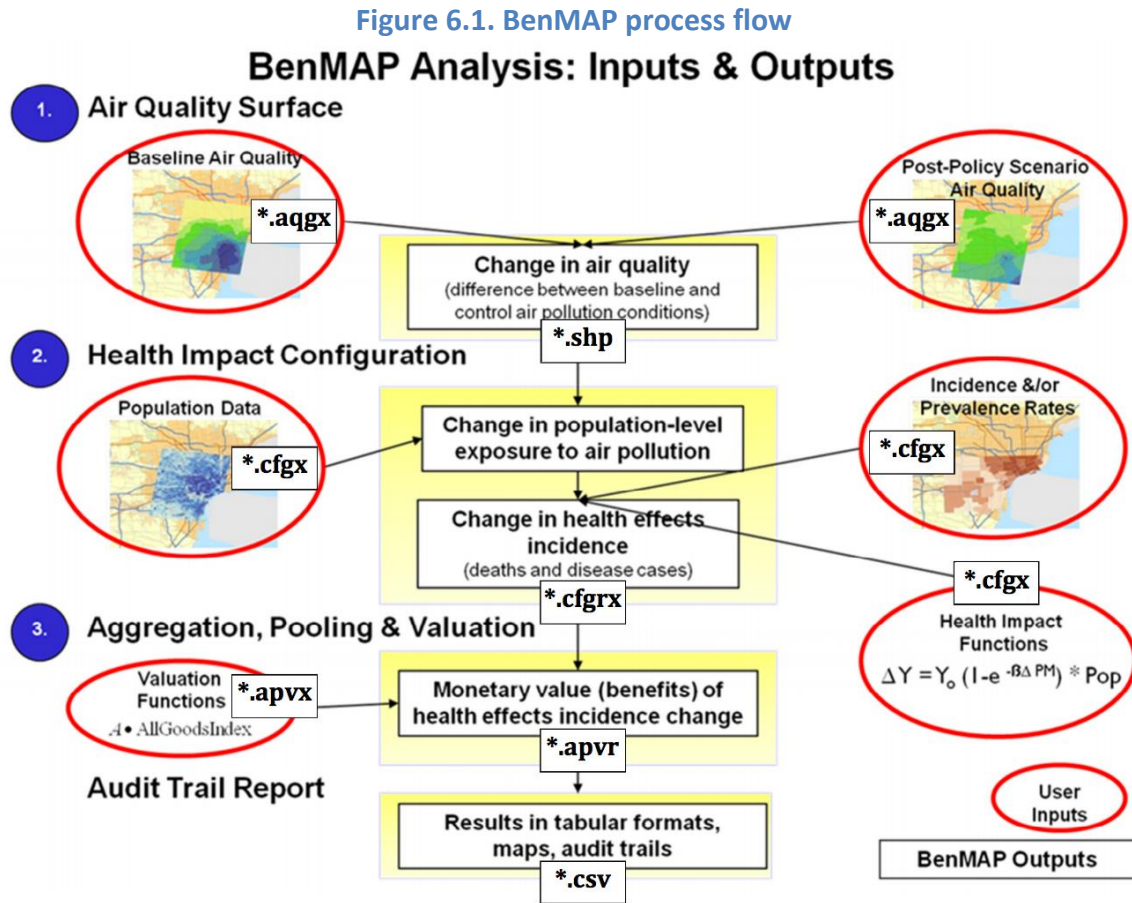 Figure 6.1. BenMAP process flow
BenMAP Analysis: Inputs & Outputs
1.
Air Quality Surface
Baseline Air Quality
*.aqgx
Post-Policy Scenario
Air Quality
*.aqgx
Change in air quality
(difference between baseline and
control air pollution conditions)
*.shp
2.
Health Impact Configuration
Population Data
*.cfgx
Change in population-level
exposure to air pollution
Incidence &/or
Prevalence Rates
*.cfgx
Change in health effects
incidence
(deaths and disease cases)
*.cfgrx
*.cfgx
Health Impact
Functions
ΔY = Yo (1-e -ßΔ PM) * Pop
3.
Aggregation, Pooling & Valuation
Valuation
Functions
*.apvx
A • AllGoodsIndex
Monetary value (benefits) of
health effects incidence change
*.apvr
Audit Trail Report
Results in tabular formats,
maps, audit trails
*.csv
User
Inputs
BenMAP Outputs